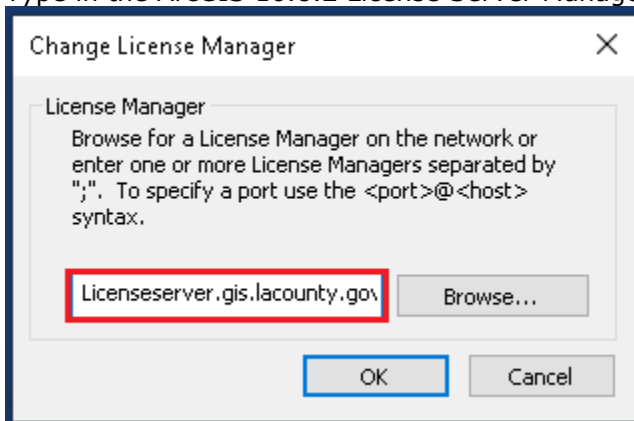 Change License Manager
License Manager
Browse for a License Manager on the network or
enter one or more License Managers separated by
";". To specify a port use the <port>@<host>
syntax.
Licenseserver.gis.lacounty.gov
Browse...
OK
Cancel